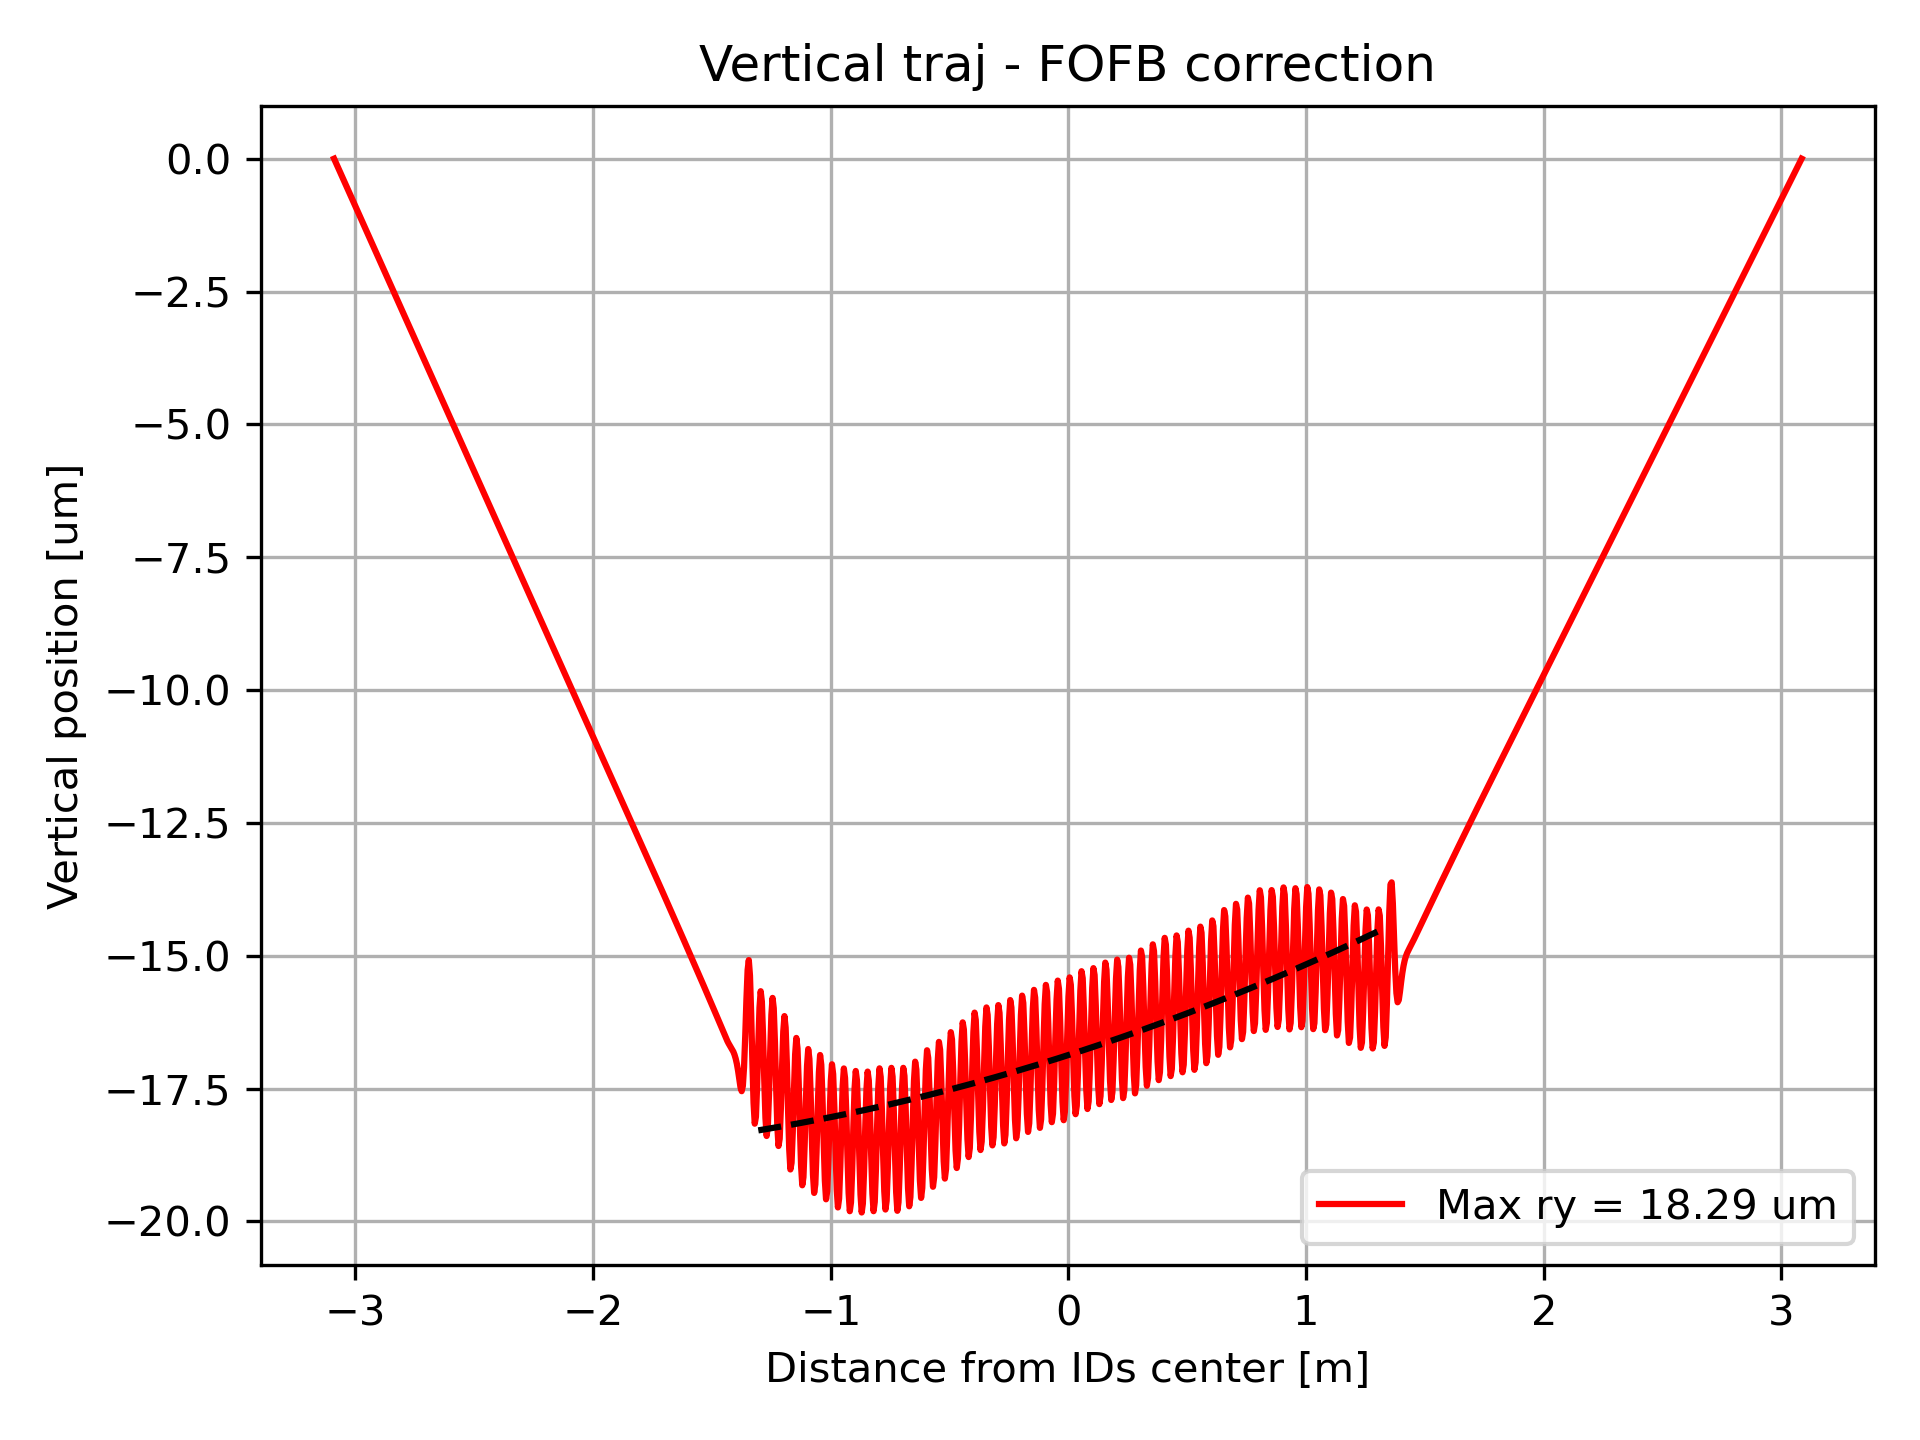 Vertical traj - FOFB correction
Vertical position [um]
0.0
−2.5
−5.0
−7.5
−10.0
−12.5
−15.0
−17.5
−20.0
Max ry = 18.29 um
−3 −2 −1 0 1 2 3
Distance from IDs center [m]